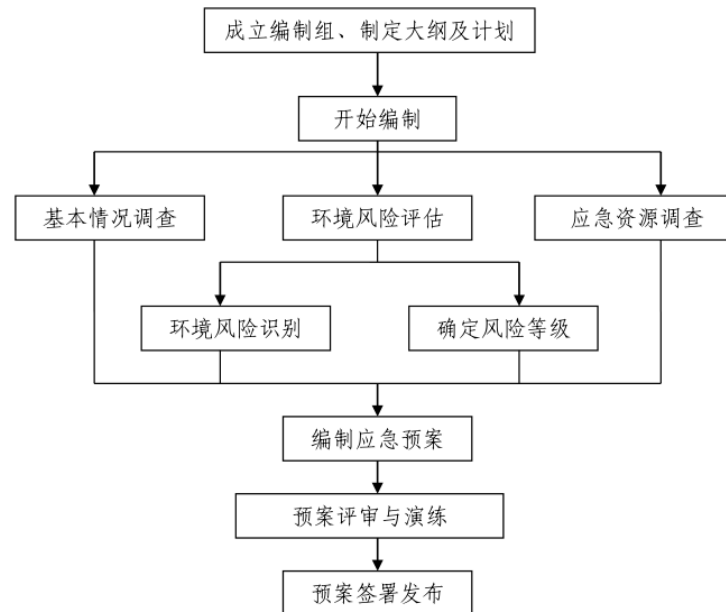 成立编制组、制定大纲及计划
开始编制
基本情况调查
环境风险评估
应急资源调查
环境风险识别
确定风险等级
编制应急预案
预案评审与演练
预案签署发布